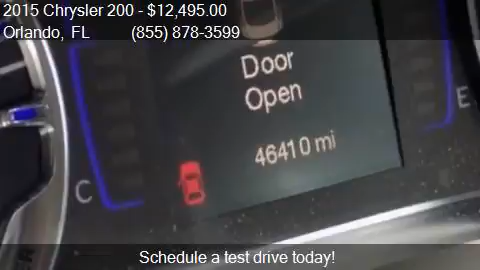 2015 Chrysler 200 - $12,495.00
Orlando, FL (855) 878-3599
Door
Open
46410 mi
E
C
Schedule a test drive today!